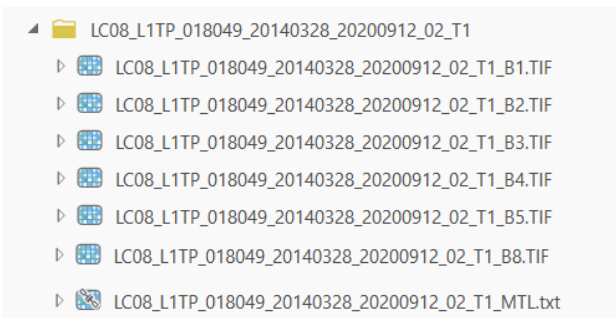 LC08_L1TP_018049_20140328_20200912_02_T1
LC08_L1TP_018049_20140328_20200912_02_T1_B1.TIF
LC08_L1TP_018049_20140328_20200912_02_T1_B2.TIF
LC08_L1TP_018049_20140328_20200912_02_T1_B3.TIF
LC08_L1TP_018049_20140328_20200912_02_T1_B4.TIF
LC08_L1TP_018049_20140328_20200912_02_T1_B5.TIF
LC08_L1TP_018049_20140328_20200912_02_T1_B8.TIF
LC08_L1TP_018049_20140328_20200912_02_T1_MTL.txt